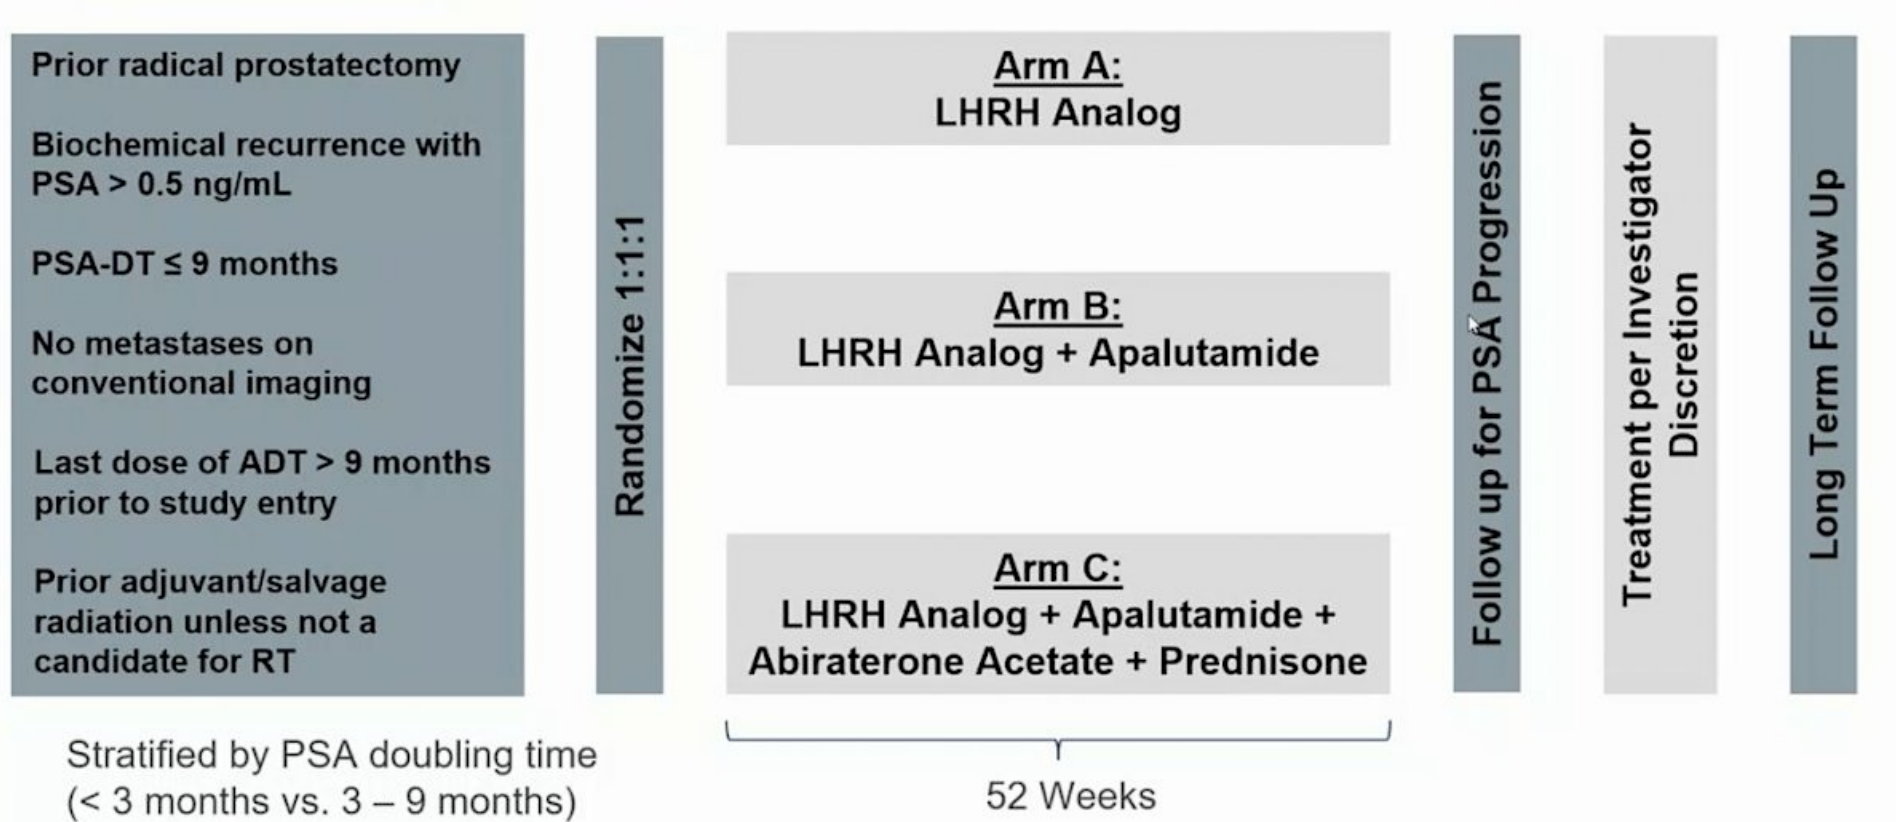 Prior radical prostatectomy
Biochemical recurrence with
PSA > 0.5 ng/mL
PSA-DT ≤ 9 months
No metastases on
conventional imaging
Last dose of ADT > 9 months
prior to study entry
Prior adjuvant/salvage
radiation unless not a
candidate for RT
Stratified by PSA doubling time
(< 3 months vs. 3 – 9 months)
Randomize 1:1:1
Arm A:
LHRH Analog
Arm B:
LHRH Analog + Apalutamide
Arm C:
LHRH Analog + Apalutamide +
Abiraterone Acetate + Prednisone
52 Weeks
Follow up for PSA Progression
Treatment per Investigator
Discretion
Long Term Follow Up